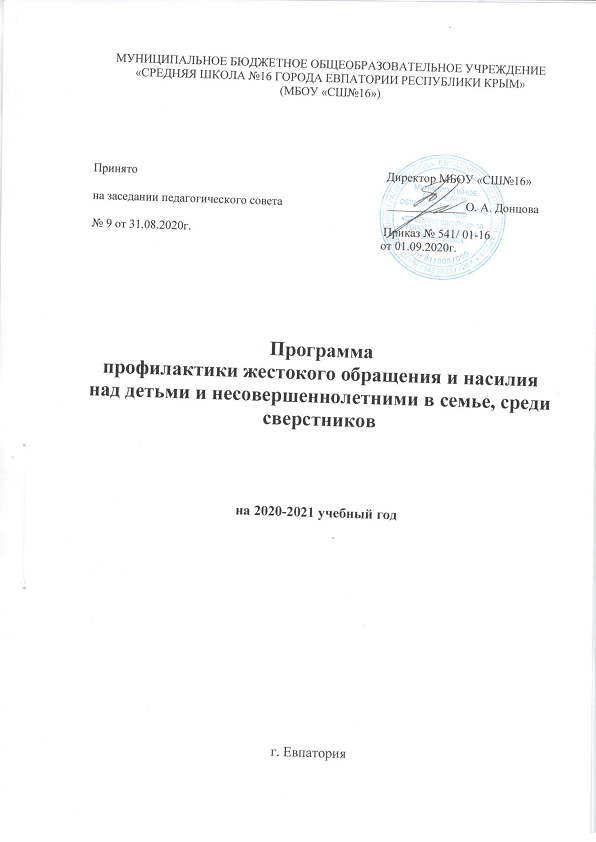 МУНИЦИПАЛЬНОЕ БЮДЖЕТНОЕ ОБЩЕОБРАЗОВАТЕЛЬНОЕ УЧРЕЖДЕНИЕ
«СРЕДНЯЯ ШКОЛА №16 ГОРОДА ЕВПАТОРИИ РЕСПУБЛИКИ КРЫМ»
(МБОУ «СШ№16»)
Принято
на заседании педагогического совета
№ 9 от 31.08.2020г.
Директор МБОУ «СШ№16»
О. А. Донцова
Приказ № 541/ 01-16
от 01.09.2020г.
Программа
профилактики жестокого обращения и насилия
над детьми и несовершеннолетними в семье, среди
сверстников
на 2020-2021 учебный год
г. Евпатория